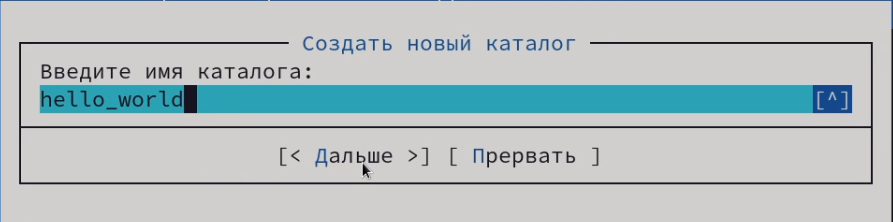 Создать новый каталог
Введите имя каталога:
hello_world [^]
[< Дальше >] [ Прервать ]